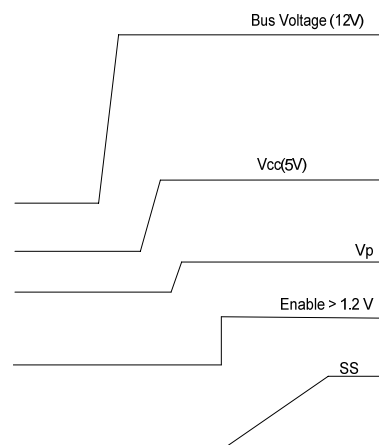 Bus Voltage (12V)
Vcc(5V)
Vp
Enable > 1.2 V
SS